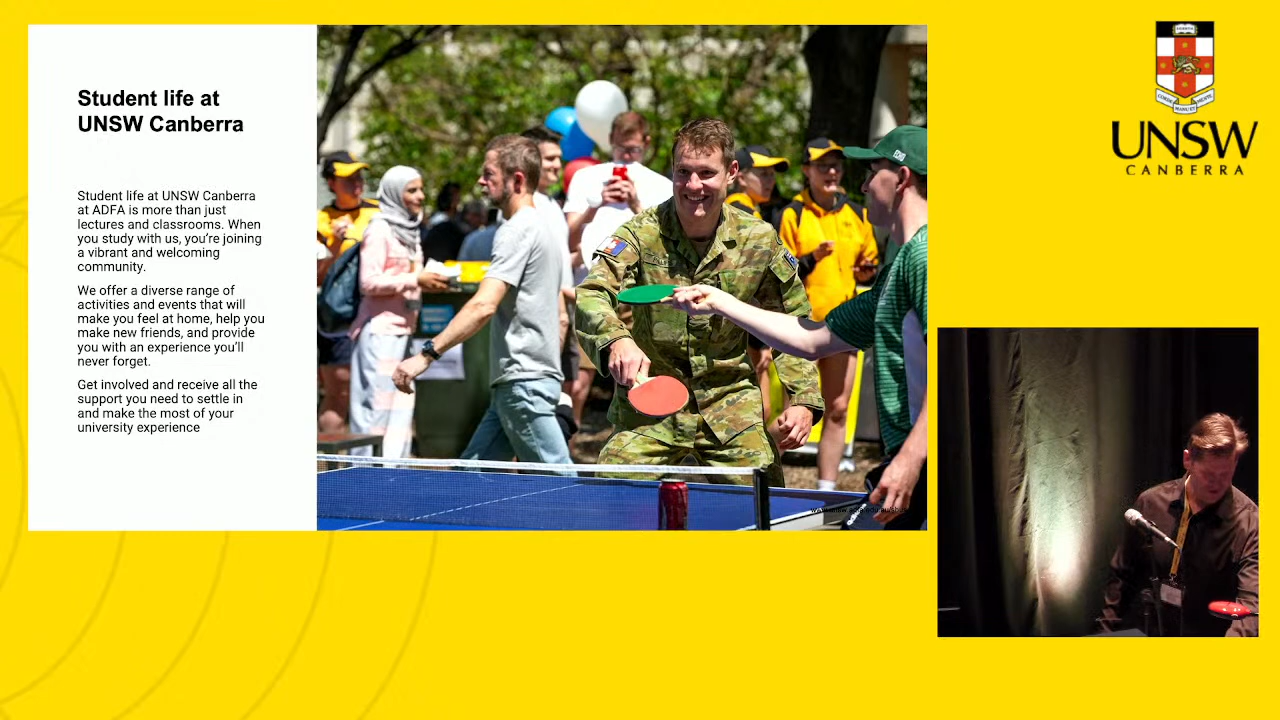 Student life at
UNSW Canberra
Student life at UNSW Canberra
at ADFA is more than just
lectures and classrooms. When
you study with us, you’re joining
a vibrant and welcoming
community.
We offer a diverse range of
activities and events that will
make you feel at home, help you
make new friends, and provide
you with an experience you’ll
never forget.
Get involved and receive all the
support you need to settle in
and make the most of your
university experience
UNSW
CANBERRA